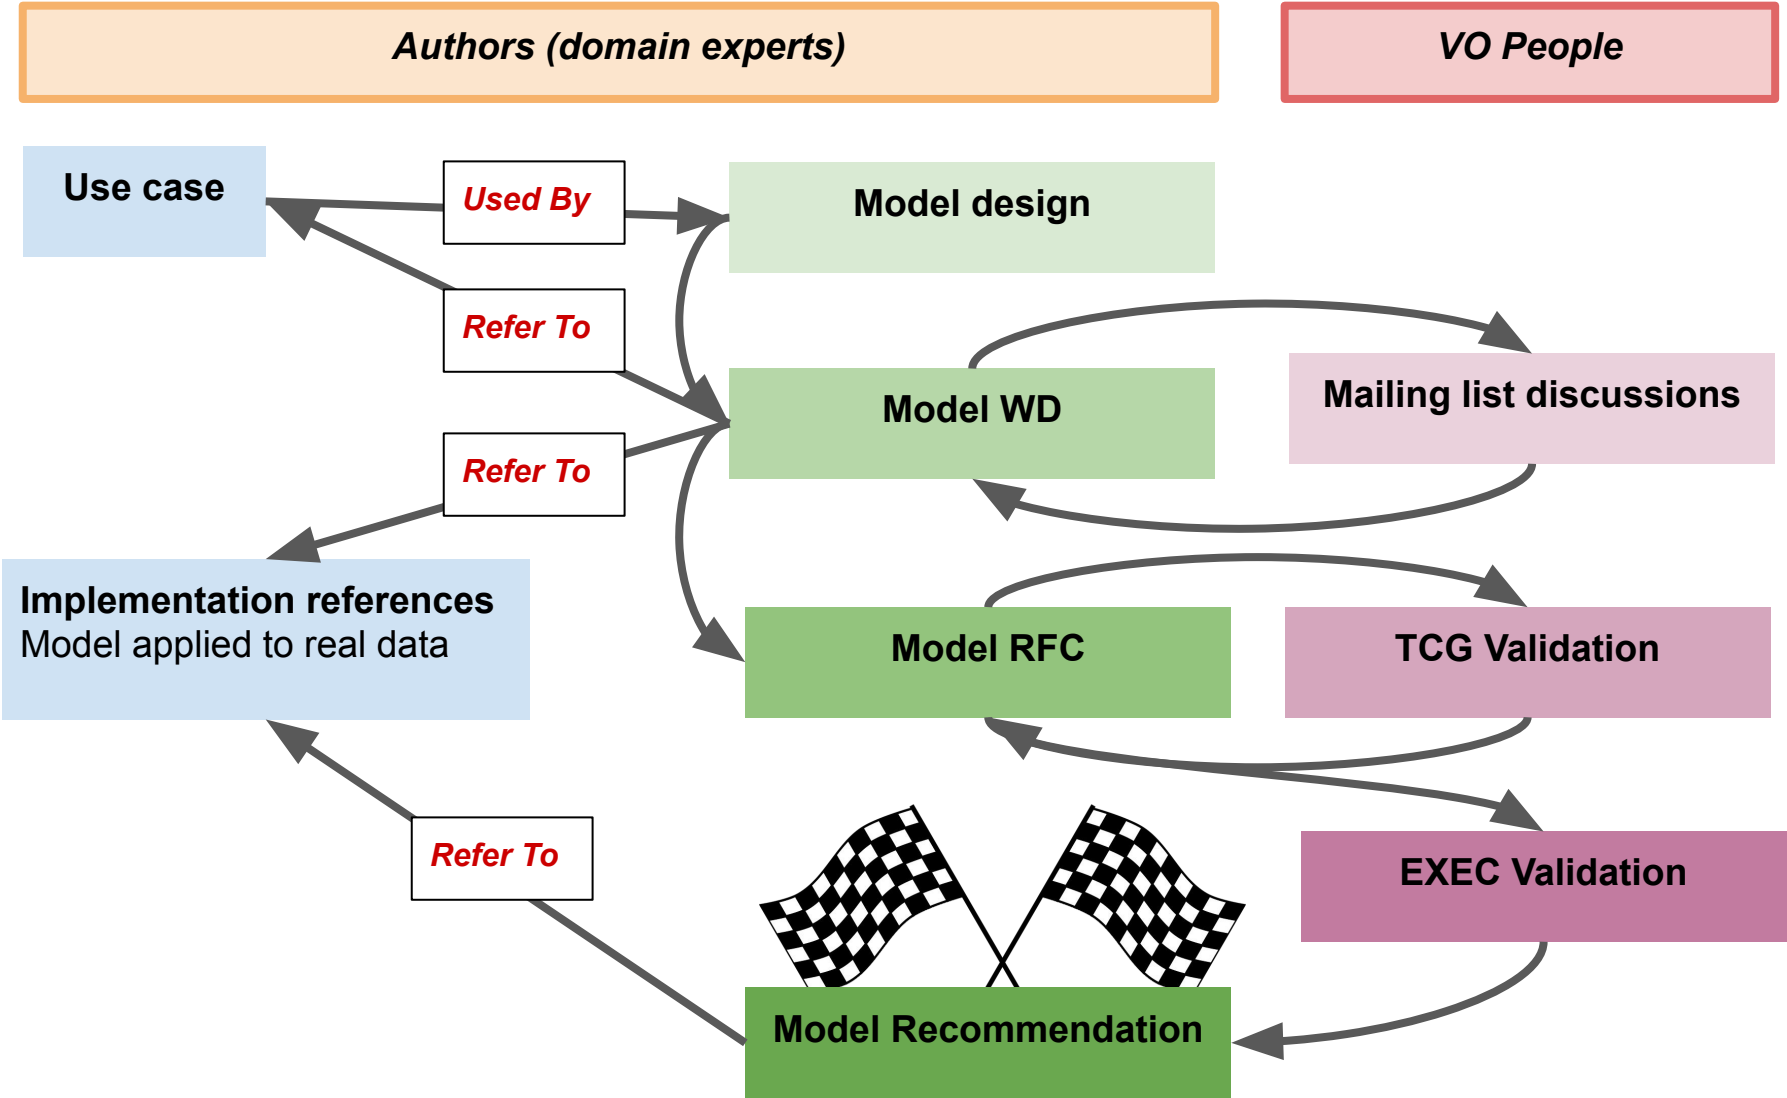 Authors (domain experts)
VO People
Use case
Used By
Model design
Refer To
Model WD
Mailing list discussions
Refer To
Implementation references
Model applied to real data
Model RFC
TCG Validation
Refer To
EXEC Validation
Model Recommendation